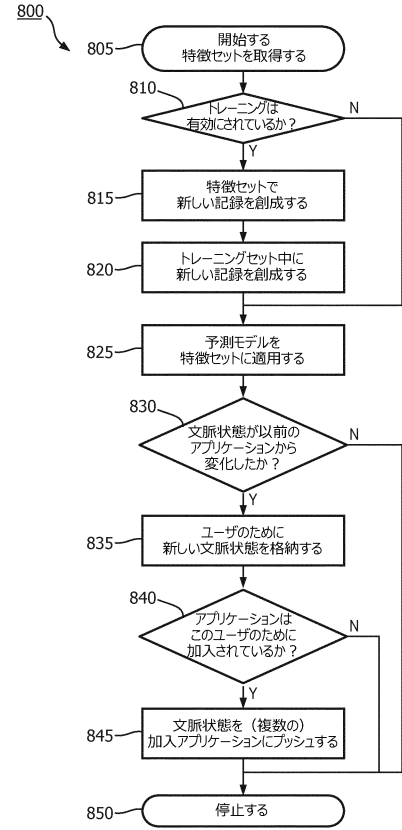 800
805
開始する
特徴セットを取得する
810
トレーニングは
有効にされているか?
N
Y
815
特徴セットで
新しい記録を創成する
820
トレーニングセット中に
新しい記録を創成する
825
予測モデルを
特徴セットに適用する
830
文脈状態が以前の
アプリケーションから
変化したか?
N
Y
835
ユーザのために
新しい文脈状態を格納する
840
アプリケーションは
このユーザのために
加入されているか?
N
Y
845
文脈状態を(複数の)
加入アプリケーションにプッシュする
850
停止する